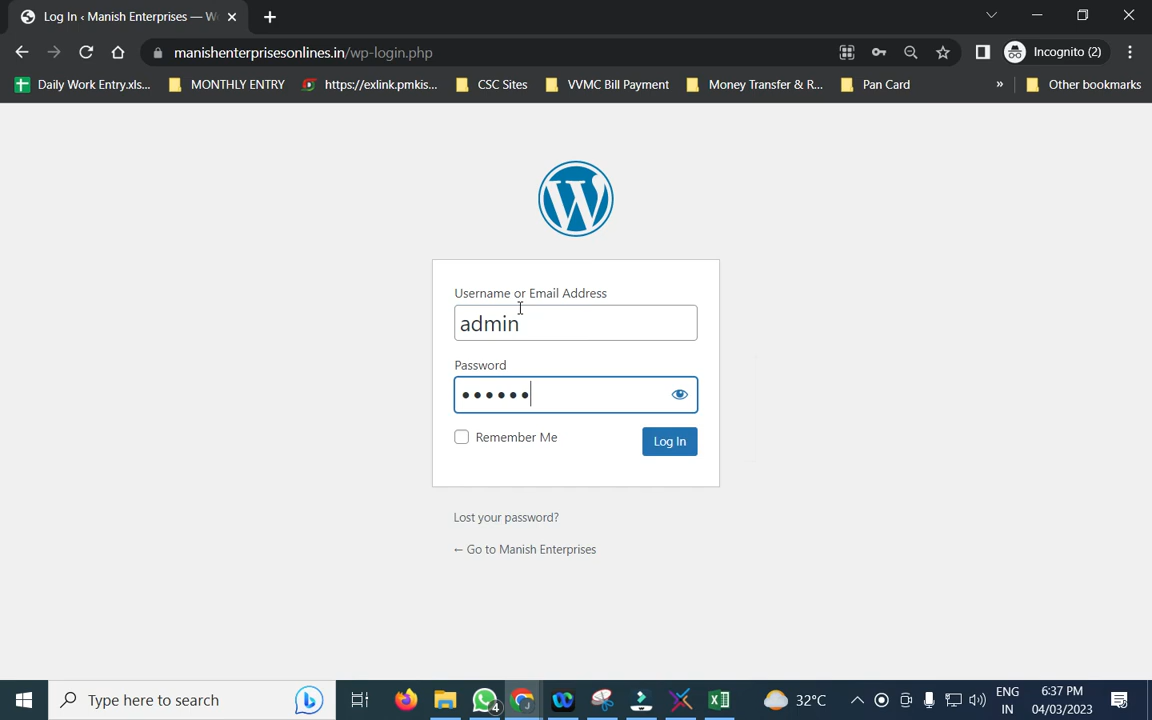 Log In ‹ Manish Enterprises — W
manishenterprisesonlines.in/wp-login.php
Incognito (2)
Daily Work Entry.xls...
MONTHLY ENTRY
https://exlink.pmkis...
CSC Sites
VVMC Bill Payment
Money Transfer & R...
Pan Card
»
Other bookmarks
Username or Email Address
admin
Password
••••••
Remember Me
Log In
Lost your password?
← Go to Manish Enterprises
Type here to search
4
32°C
ENG
IN
6:37 PM
04/03/2023